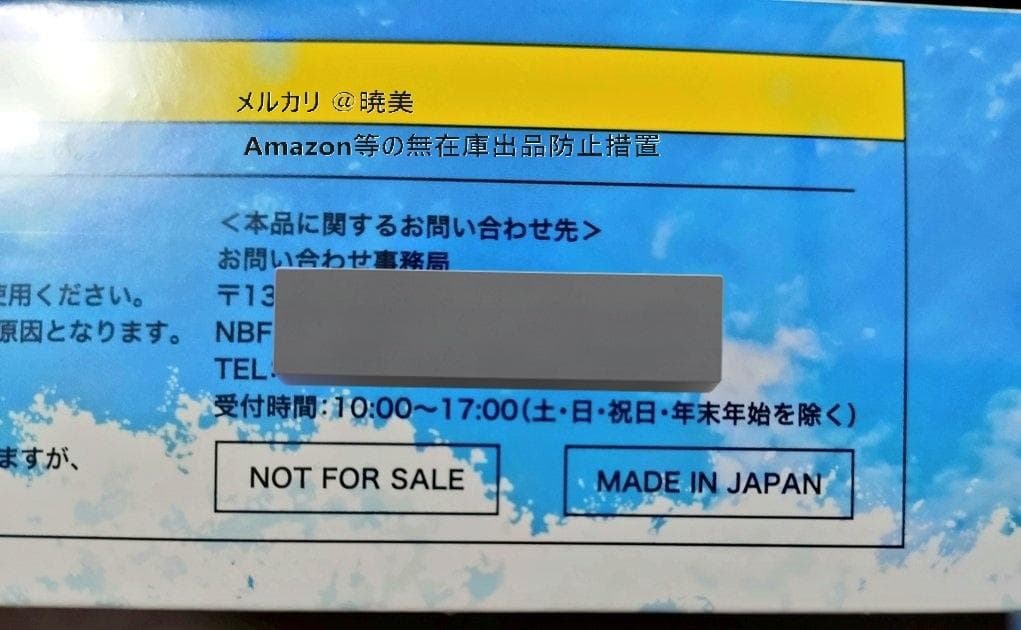 メルカリ @暁美
Amazon等の無在庫出品防止措置
<本品に関するお問い合わせ先>
お問い合わせ事務局
使用ください。
〒13
原因となります。
NBF
TEL:
受付時間:10:00~17:00(土・日・祝日・年末年始を除く)
ますが、
NOT FOR SALE
MADE IN JAPAN